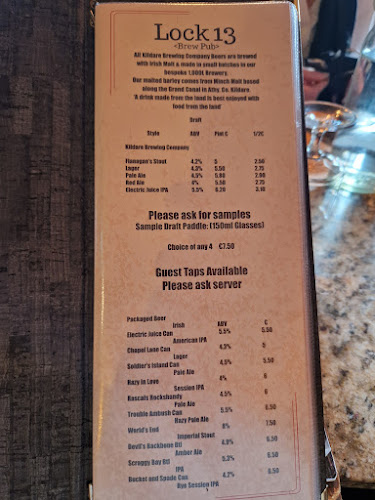 Lock 13
<Brew Pub>
All Kildare Brewing Company Beers are brewed
with Irish Malt & made in small batches in our
bespoke 1,000L Brewery.
Our malted barley comes from Minch Malt based
along the Grand Canal in Athy, Co. Kildare.
'A drink made from the land is best enjoyed with
food from the land'
Draft
Style ABV Pint € 1/2€
Kildare Brewing Company
Flanagan's Stout 4.2% 5 2.50
Lager 4.3% 5.50 2.75
Pale Ale 4.5% 5.80 2.90
Red Ale 4% 5.50 2.75
Electric Juice IPA 5.5% 6.20 3.10
Please ask for samples
Sample Draft Paddle: (150ml Glasses)
Choice of any 4 €7.50
Guest Taps Available
Please ask server
Packaged Beer
Irish ABV €
Electric Juice Can 5.5% 5.50
American IPA
Chapel Lane Can 4.3% 5
Lager
Soldier's Island Can 4.5% 5.50
Pale Ale
Hazy in Love 4% 6
Session IPA
Rascals Rockshandy 4.5% 6
Pale Ale
Trouble Ambush Can 5.5% 6.50
Hazy Pale Ale
World's End 8% 7.50
Imperial Stout
Devil's Backbone Btl 4.9% 6.50
Amber Ale
Scraggy Bay Btl 5.2% 6.50
IPA
Bucket and Spade Can 4.2% 6.50
Rye Session IPA